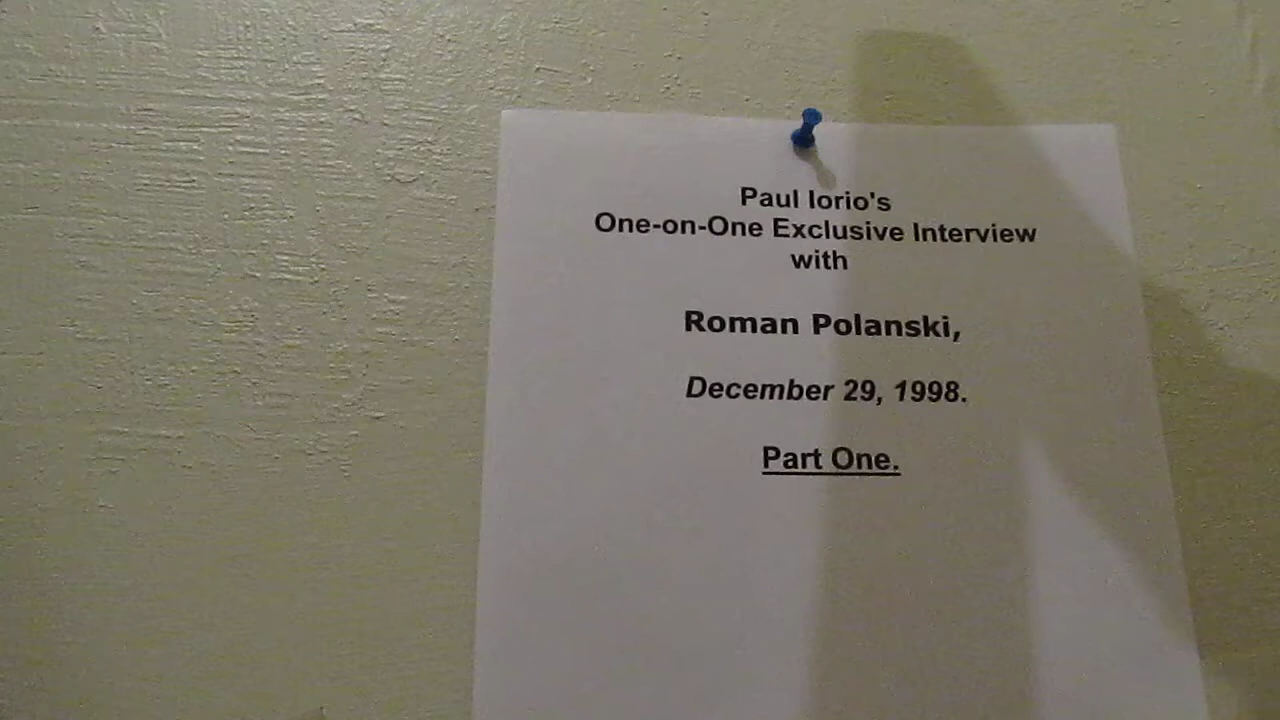 Paul Iorio's
One-on-One Exclusive Interview
with
Roman Polanski,
December 29, 1998.
Part One.